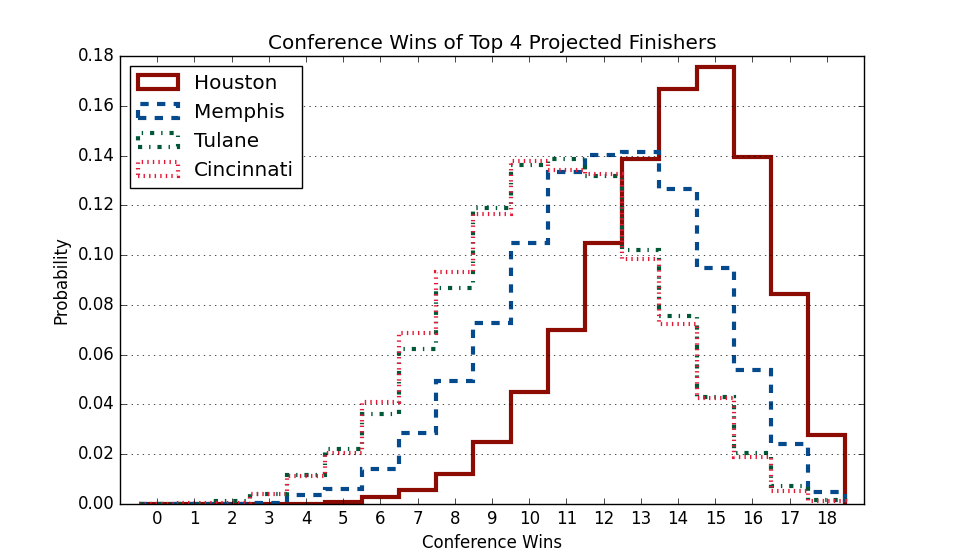 Conference Wins of Top 4 Projected Finishers
0.18
0.16
0.14
0.12
0.10
0.08
0.06
0.04
0.02
0.00
Probability
Houston
Memphis
Tulane
Cincinnati
0 1 2 3 4 5 6 7 8 9 10 11 12 13 14 15 16 17 18
Conference Wins